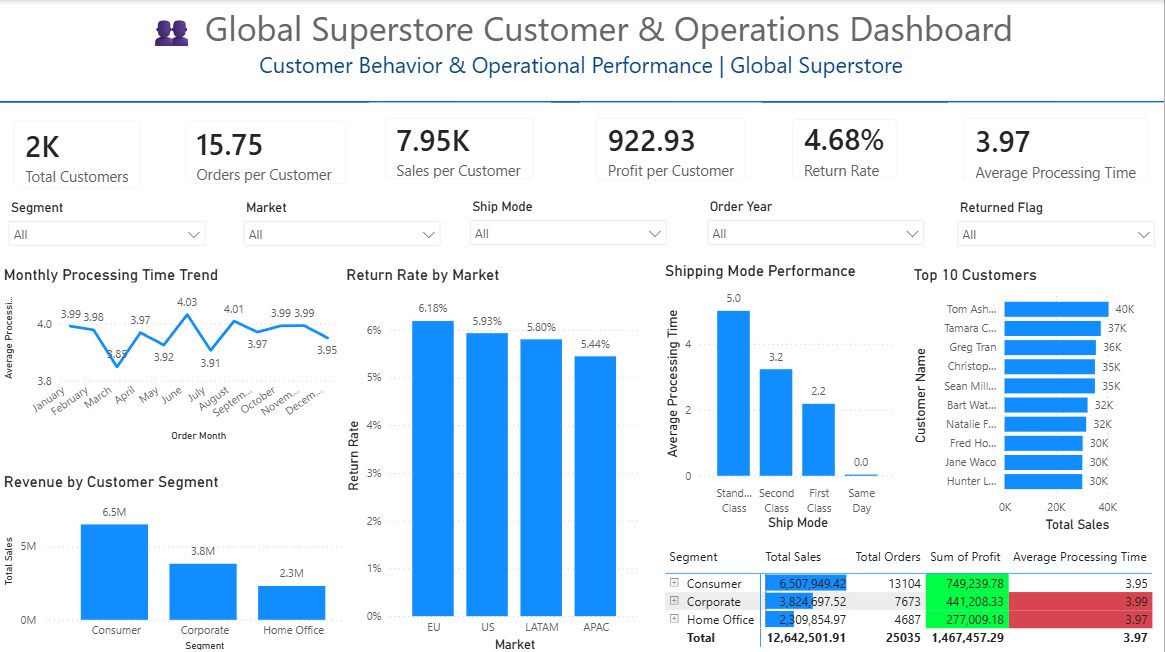 Global Superstore Customer & Operations Dashboard
Customer Behavior & Operational Performance | Global Superstore
2K
Total Customers
15.75
Orders per Customer
7.95K
Sales per Customer
922.93
Profit per Customer
4.68%
Return Rate
3.97
Average Processing Time
Segment
All
Market
All
Ship Mode
All
Order Year
All
Returned Flag
All
Monthly Processing Time Trend
Average Processi...
4.0
3.8
3.99
3.98
3.85
3.97
3.92
4.03
3.91
4.01
3.97
3.99
3.99
3.95
January
February
March
April
May
June
July
August
Septem...
October
Novem...
Decem...
Order Month
Revenue by Customer Segment
Total Sales
5M
0M
6.5M
3.8M
2.3M
Consumer
Corporate
Home Office
Segment
Return Rate by Market
Return Rate
6%
5%
4%
3%
2%
1%
0%
6.18%
5.93%
5.80%
5.44%
EU
US
LATAM
APAC
Market
Shipping Mode Performance
Average Processing Time
4
2
0
5.0
3.2
2.2
0.0
Stand...
Class
Second
Class
First
Class
Same
Day
Ship Mode
Top 10 Customers
Customer Name
Tom Ash... 40K
Tamara C... 37K
Greg Tran 36K
Christop... 35K
Sean Mill... 35K
Bart Wat... 32K
Natalie F... 32K
Fred Ho... 30K
Jane Waco 30K
Hunter L... 30K
0K 20K 40K
Total Sales
Segment Total Sales Total Orders Sum of Profit Average Processing Time
Consumer 6,507,949.42 13104 749,239.78 3.95
Corporate 3,824,697.52 7673 441,208.33 3.99
Home Office 2,309,854.97 4687 277,009.18 3.97
Total 12,642,501.91 25035 1,467,457.29 3.97